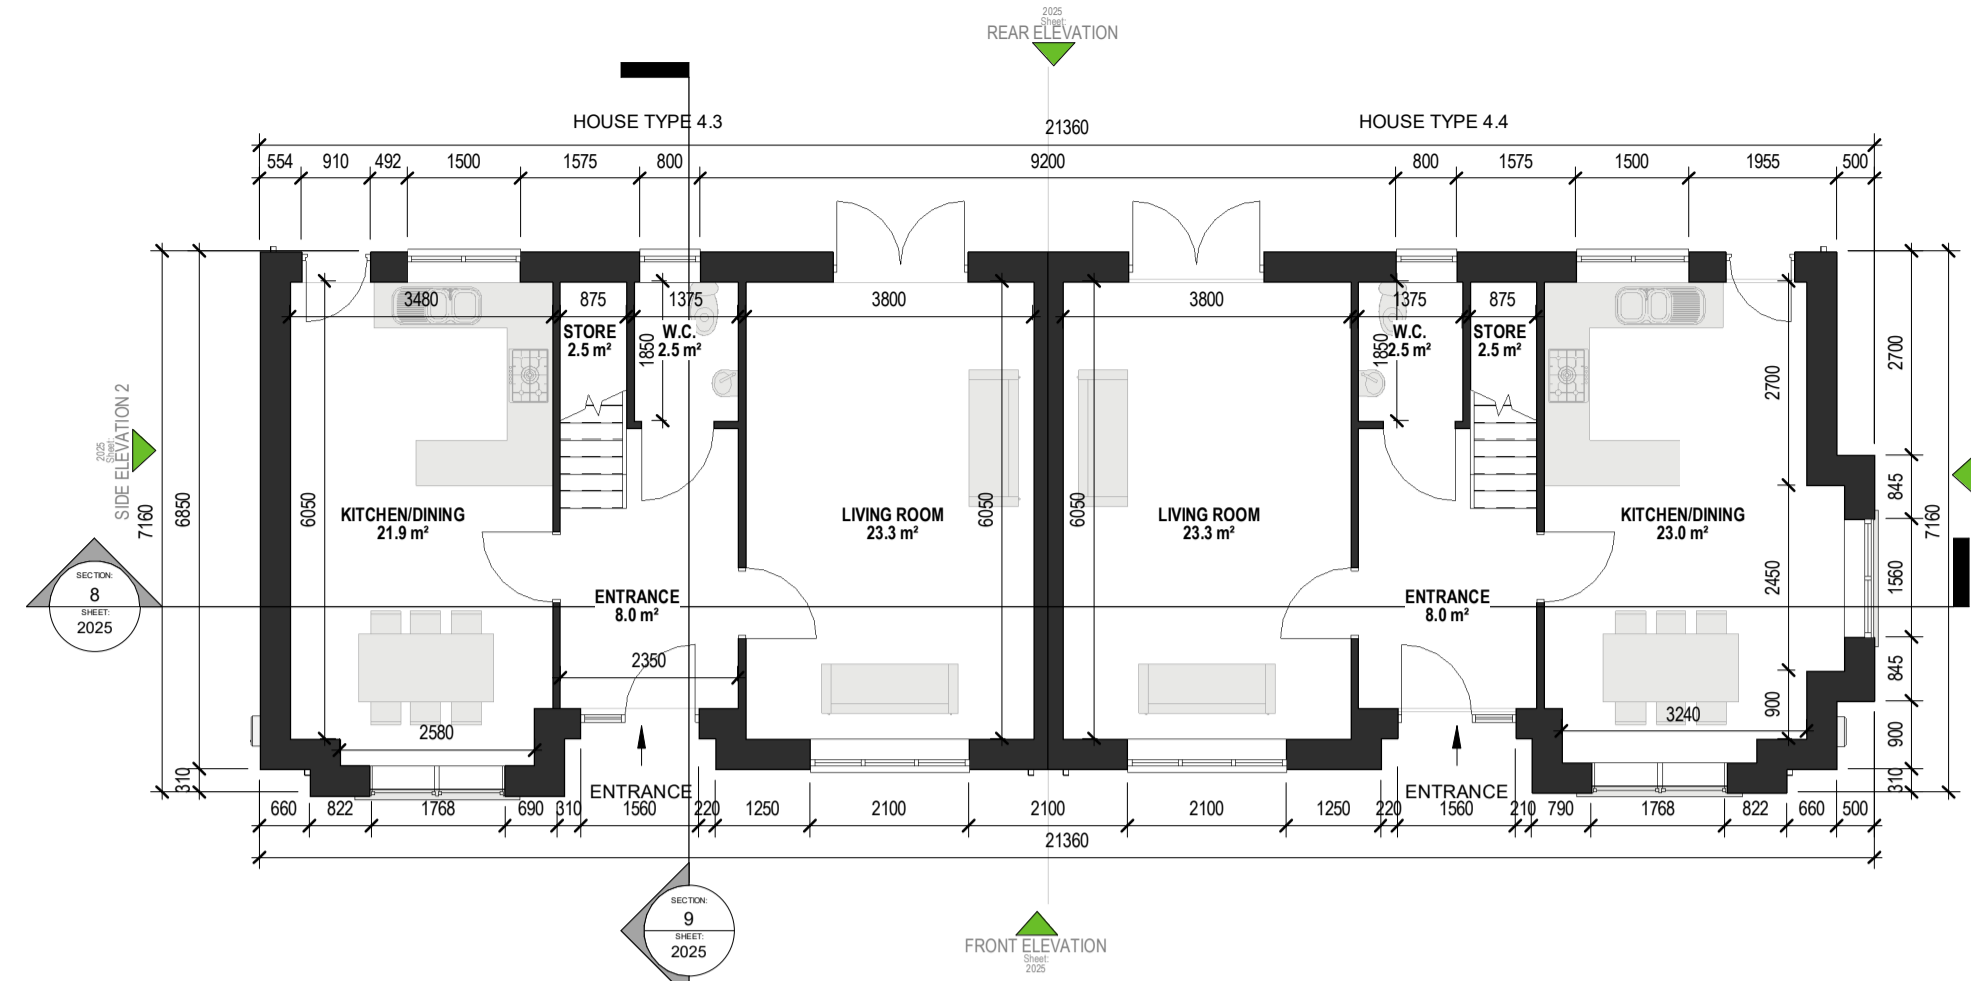 2025
Sheet:
REAR ELEVATION
HOUSE TYPE 4.3
HOUSE TYPE 4.4
21360
554 910 492 1500 1575 800 9200 800 1575 1500 1955 500
3480 875 1375 3800 3800 1375 875
STORE
2.5 m²
W.C.
2.5 m²
1850
W.C.
2.5 m²
1850
STORE
2.5 m²
2700
2700
2025
Sheet:
SIDE ELEVATION 2
7160
6850
6050
KITCHEN/DINING
21.9 m²
LIVING ROOM
23.3 m²
6050
6050
LIVING ROOM
23.3 m²
KITCHEN/DINING
23.0 m²
845
7160
SECTION:
8
SHEET:
2025
ENTRANCE
8.0 m²
ENTRANCE
8.0 m²
2450
1560
2350
845
2580
3240
900
900
310
310
ENTRANCE
ENTRANCE
660 822 1768 690 310 1560 220 1250 2100 2100 2100 1250 220 1560 210 790 1768 822 660 500
21360
SECTION:
9
SHEET:
2025
FRONT ELEVATION
Sheet:
2025